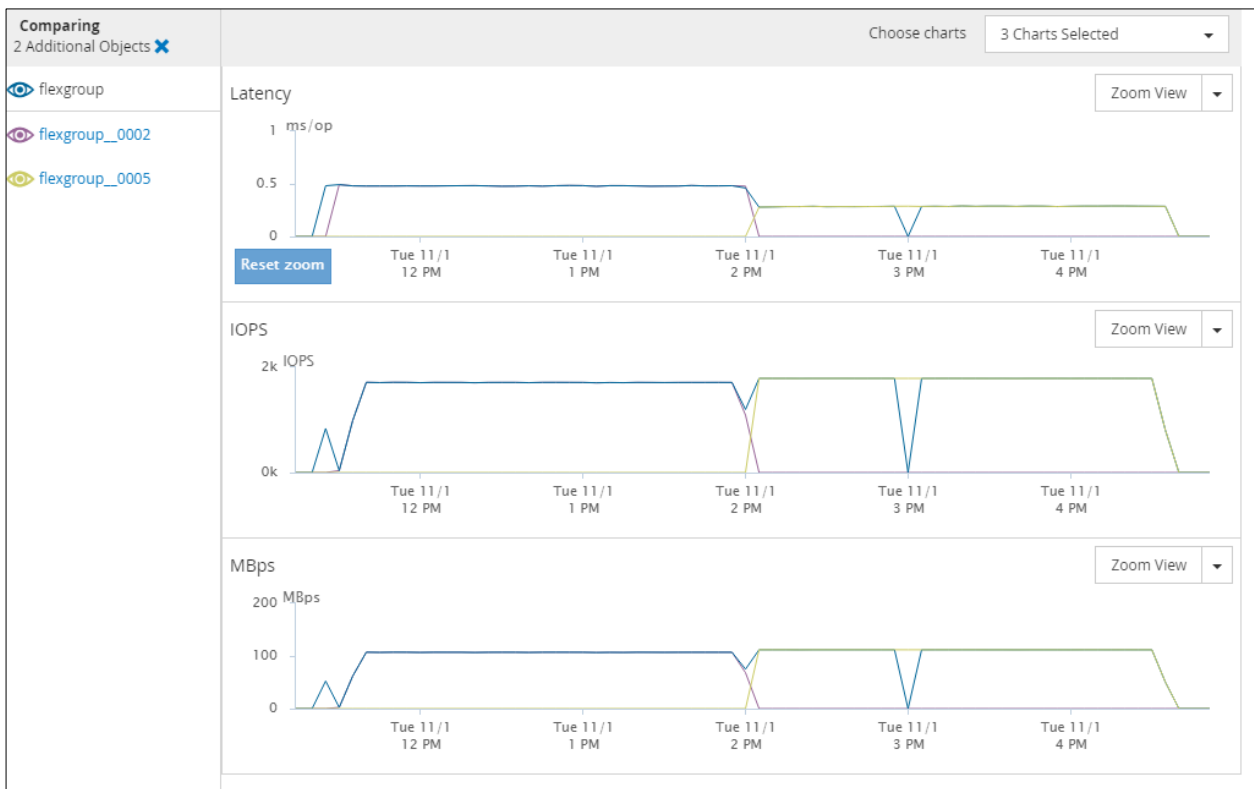 Comparing
2 Additional Objects
Choose charts
3 Charts Selected
flexgroup
flexgroup__0002
flexgroup__0005
Latency
Zoom View
1 ms/op
0.5
0
Reset zoom
Tue 11/1 Tue 11/1 Tue 11/1 Tue 11/1 Tue 11/1
12 PM 1 PM 2 PM 3 PM 4 PM
IOPS
Zoom View
2k IOPS
0k
Tue 11/1 Tue 11/1 Tue 11/1 Tue 11/1 Tue 11/1
12 PM 1 PM 2 PM 3 PM 4 PM
MBps
Zoom View
200 MBps
100
0
Tue 11/1 Tue 11/1 Tue 11/1 Tue 11/1 Tue 11/1
12 PM 1 PM 2 PM 3 PM 4 PM